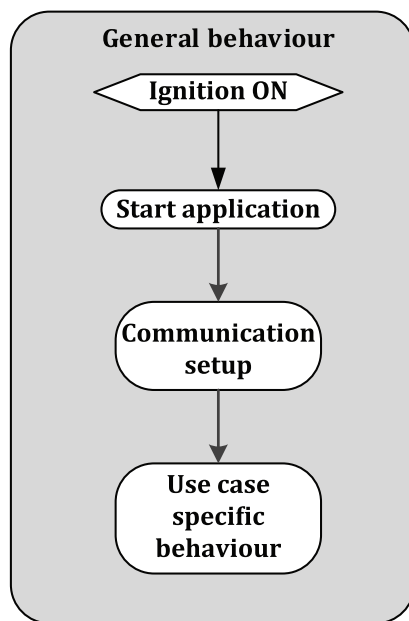 General behaviour
Ignition ON
Start application
Communication
setup
Use case
specific
behaviour